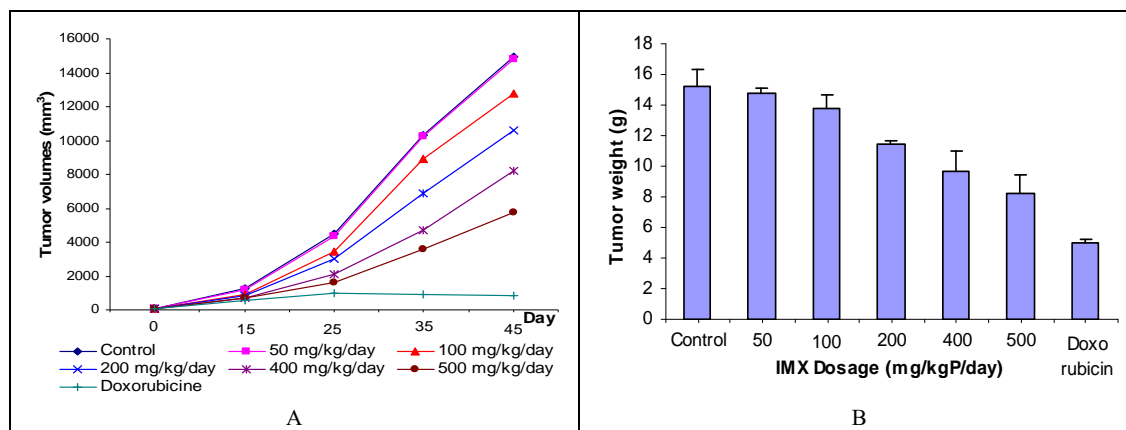 16000
14000
12000
10000
8000
6000
4000
2000
0
Tumor volumes (mm³)
0 15 25 35 45
Day
Control 50 mg/kg/day 100 mg/kg/day
200 mg/kg/day 400 mg/kg/day 500 mg/kg/day
Doxorubicine
A
18
16
14
12
10
8
6
4
2
0
Tumor weight (g)
Control 50 100 200 400 500 Doxo
rubicin
IMX Dosage (mg/kgP/day)
B